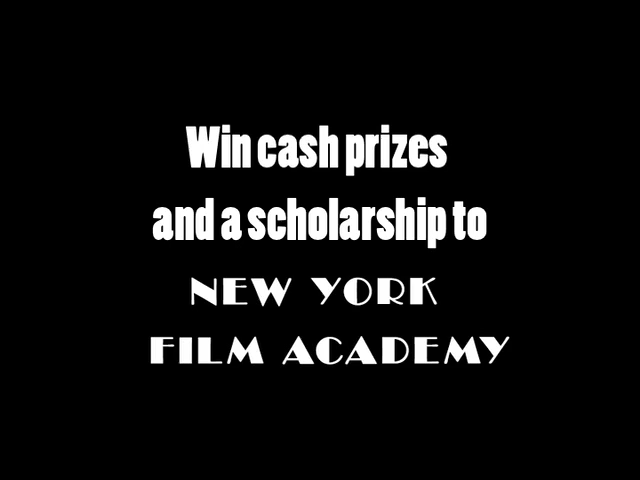 Win cash prizes
and a scholarship to
NEW YORK
FILM ACADEMY